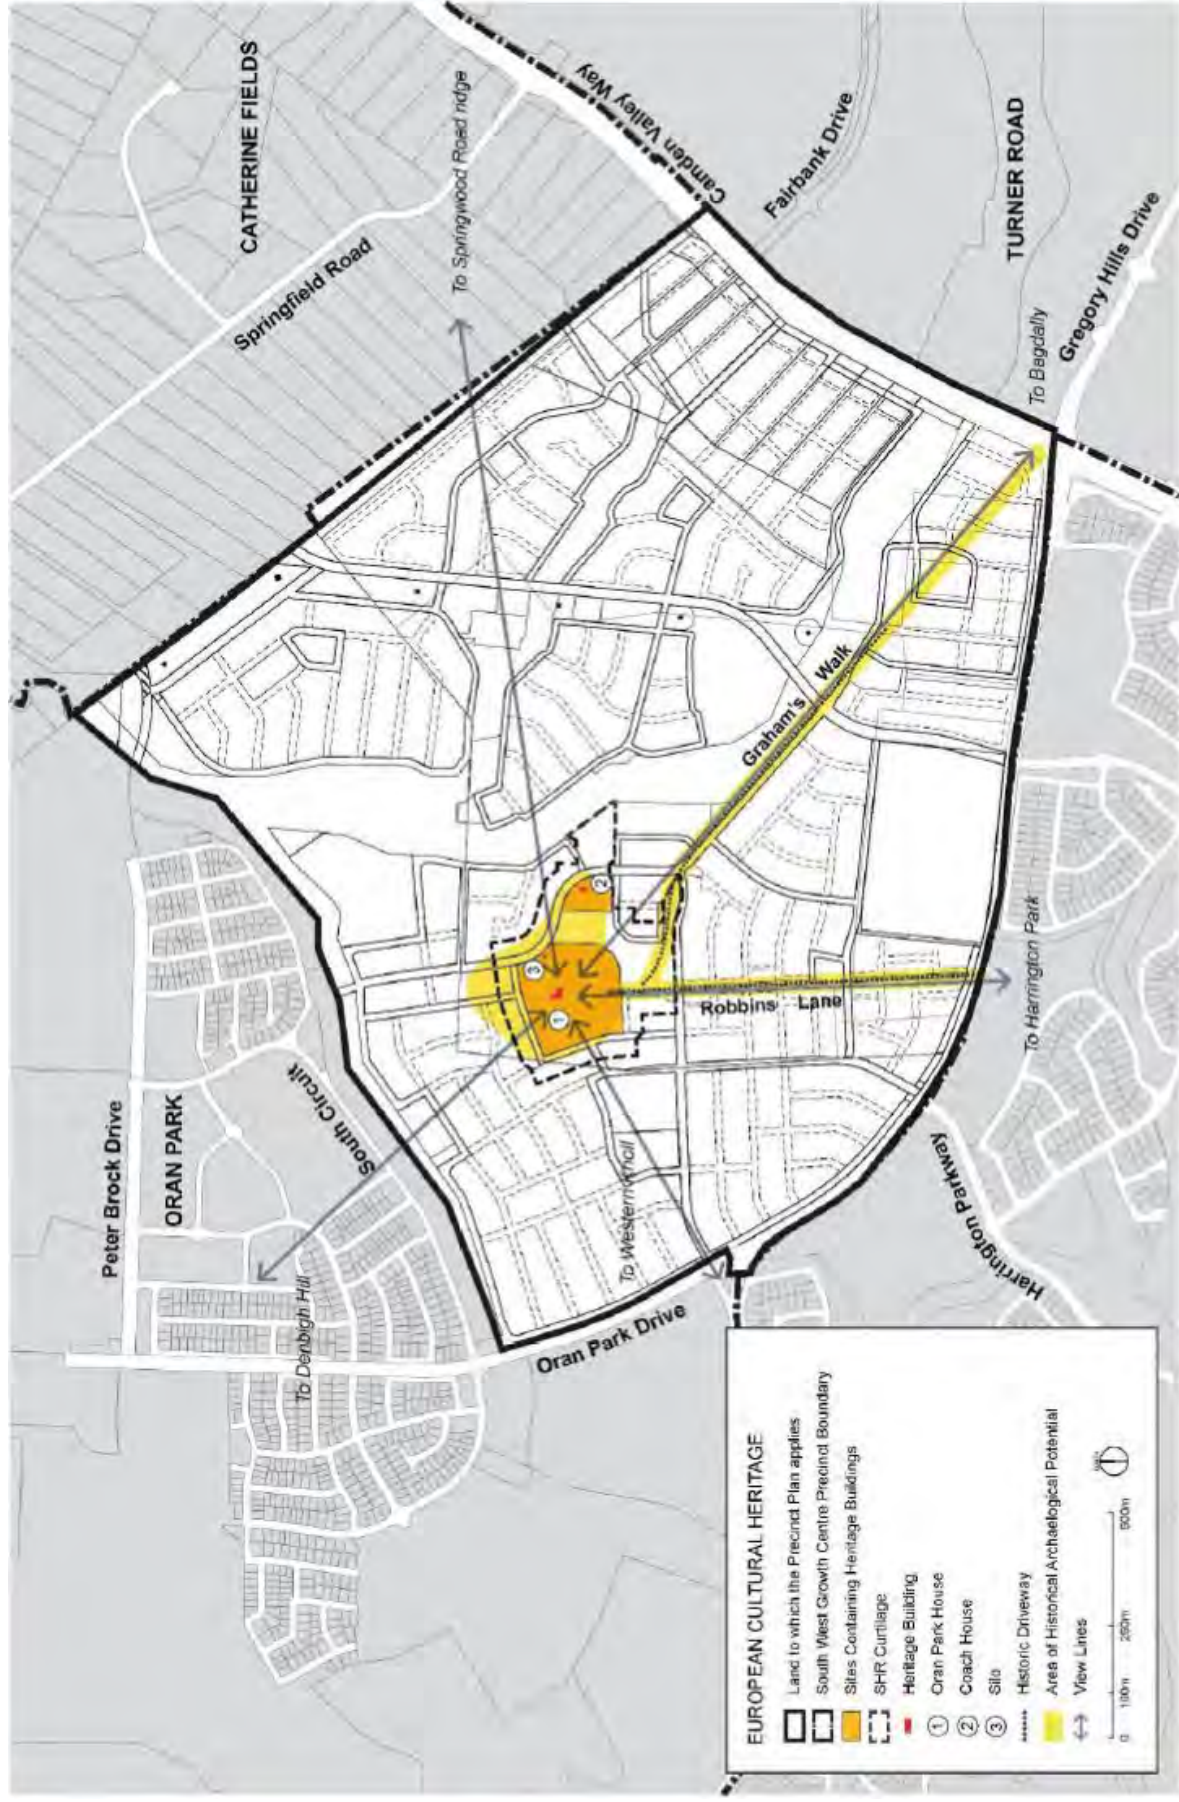 CATHERINE FIELDS
Springfield Road
To Springwood Road ridge
Camden Valley Way
Fairbank Drive
TURNER ROAD
Gregory Hills Drive
To Bagdally
Graham's Walk
Robbins Lane
To Harrington Park
Harrington Parkway
Peter Brock Drive
ORAN PARK
South Circuit
To Denbigh Hill
To Western knoll
Oran Park Drive
3
2
1
EUROPEAN CULTURAL HERITAGE
Land to which the Precinct Plan applies
South West Growth Centre Precinct Boundary
Sites Containing Heritage Buildings
SHR Curtilage
Heritage Building
1 Oran Park House
2 Coach House
3 Silo
Historic Driveway
Area of Historical Archaelogical Potential
View Lines
0 100m 250m 500m